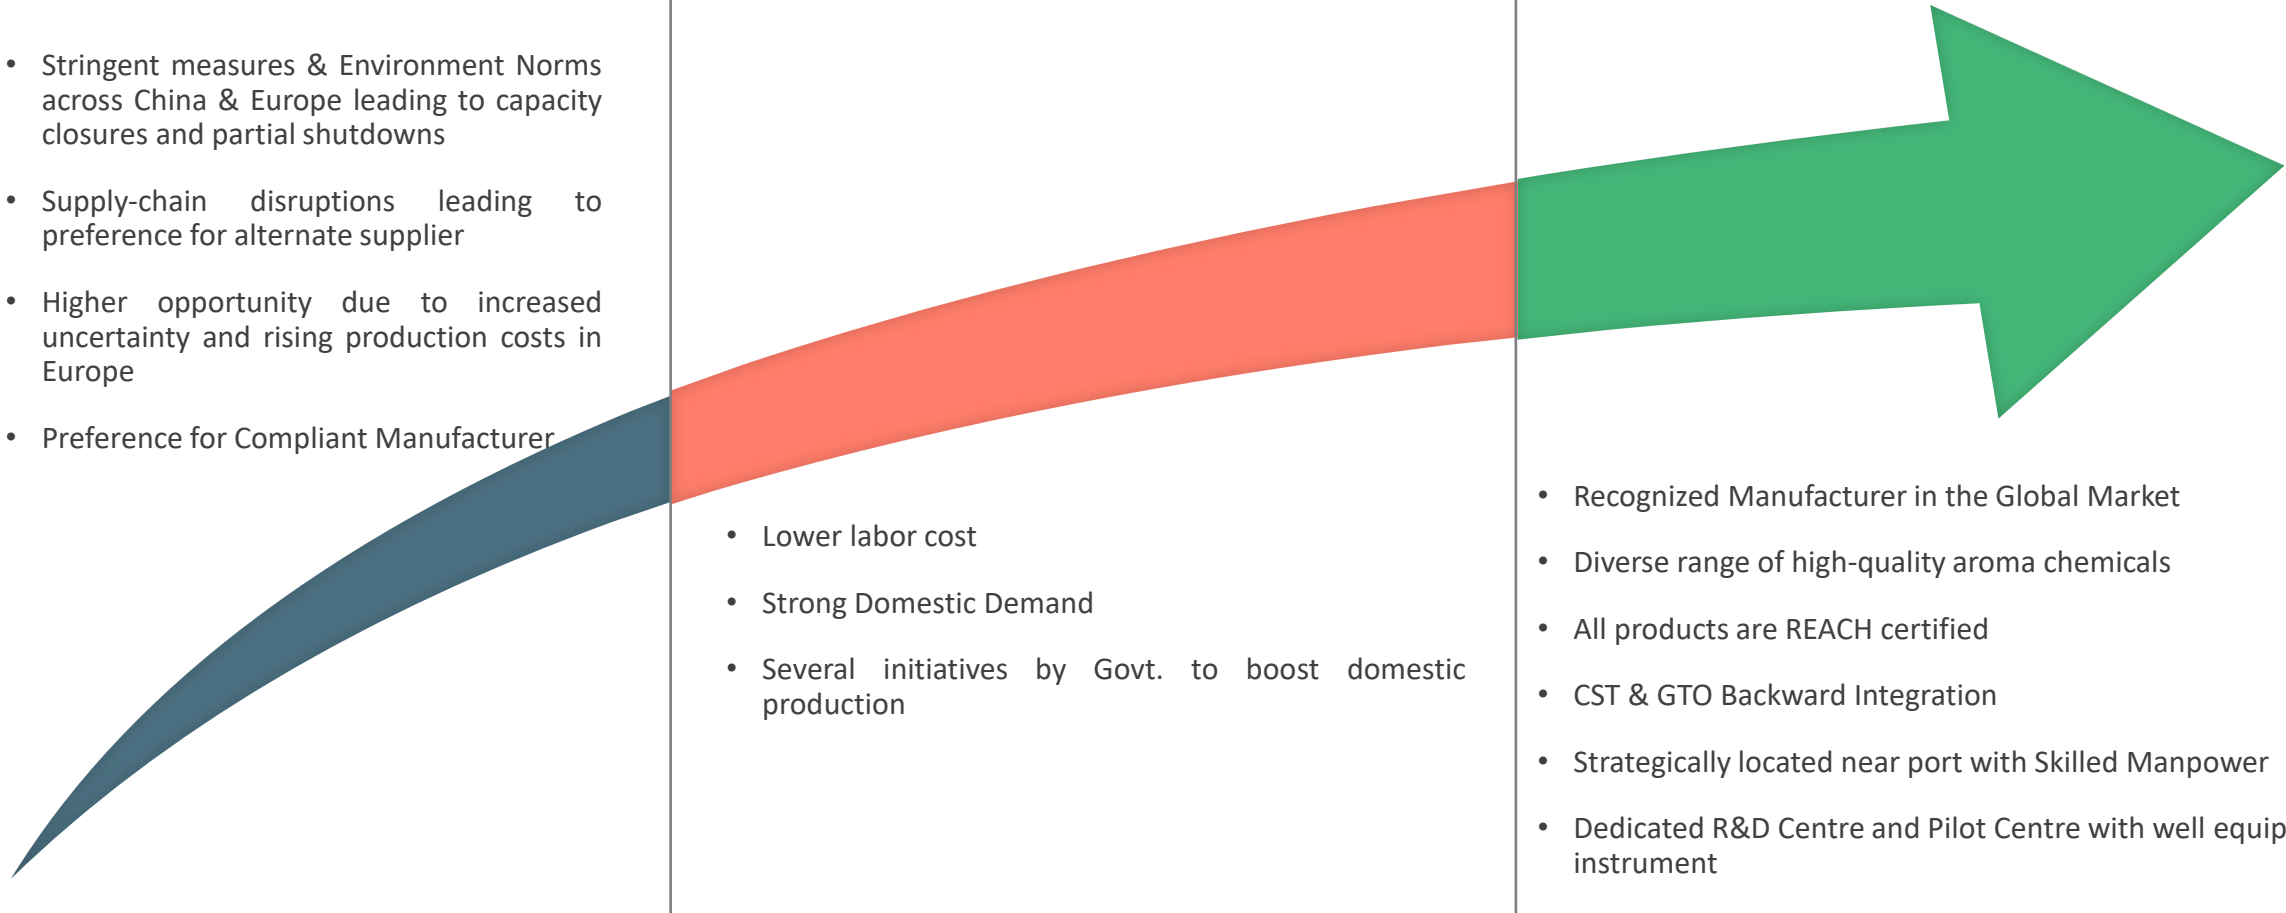 • Stringent measures & Environment Norms
across China & Europe leading to capacity
closures and partial shutdowns
• Supply-chain disruptions leading to
preference for alternate supplier
• Higher opportunity due to increased
uncertainty and rising production costs in
Europe
• Preference for Compliant Manufacturer
• Lower labor cost
• Strong Domestic Demand
• Several initiatives by Govt. to boost domestic
production
• Recognized Manufacturer in the Global Market
• Diverse range of high-quality aroma chemicals
• All products are REACH certified
• CST & GTO Backward Integration
• Strategically located near port with Skilled Manpower
• Dedicated R&D Centre and Pilot Centre with well equip
instrument